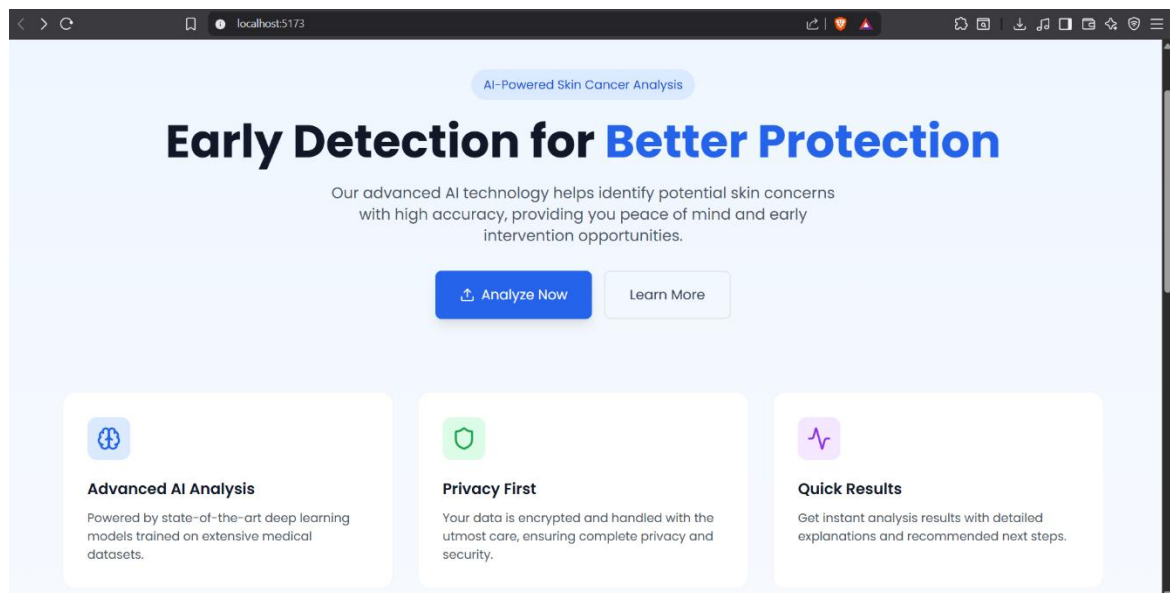 localhost:5173
AI-Powered Skin Cancer Analysis
Early Detection for Better Protection
Our advanced AI technology helps identify potential skin concerns
with high accuracy, providing you peace of mind and early
intervention opportunities.
Analyze Now
Learn More
Advanced AI Analysis
Powered by state-of-the-art deep learning
models trained on extensive medical
datasets.
Privacy First
Your data is encrypted and handled with the
utmost care, ensuring complete privacy and
security.
Quick Results
Get instant analysis results with detailed
explanations and recommended next steps.